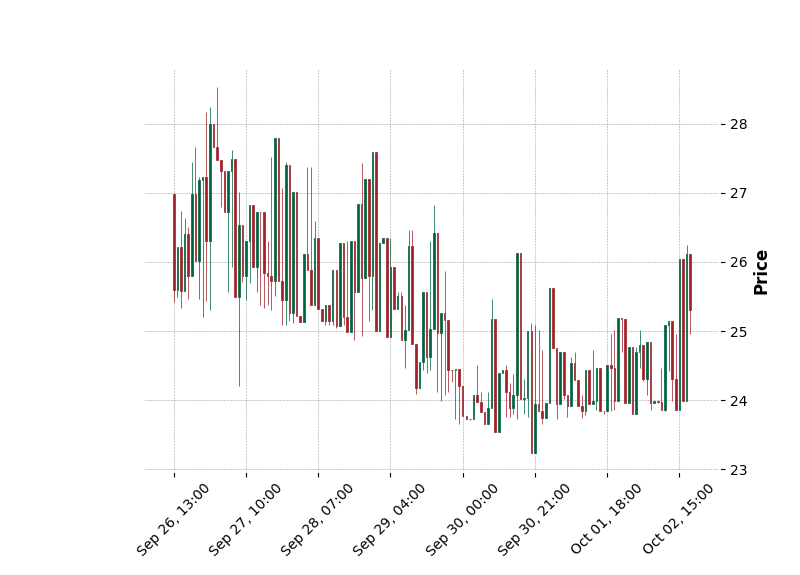 28
27
26
25
24
23
Price
Sep 26, 13:00
Sep 27, 10:00
Sep 28, 07:00
Sep 29, 04:00
Sep 30, 00:00
Sep 30, 21:00
Oct 01, 18:00
Oct 02, 15:00